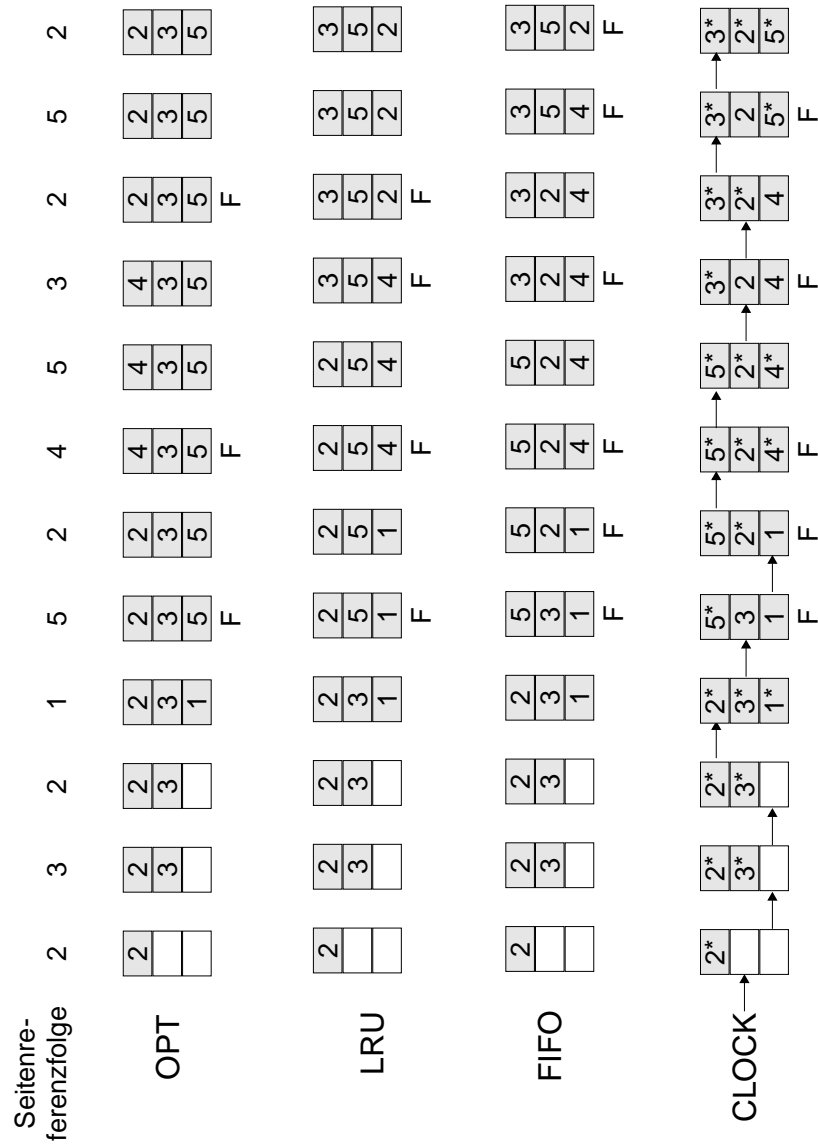 Seitenre-
ferenzfolge
2 3 2 1 5 2 4 5 3 2 5 2
OPT
2 2 2 2 2 2 4 4 4 2 2 2
3 3 3 3 3 3 3 3 3 3 3
1 5 5 5 5 5 5 5 5
F F F
LRU
2 2 2 2 2 2 2 2 3 3 3 3
3 3 3 5 5 5 5 5 5 5 5
1 1 1 4 4 4 2 2 2
F F F F
FIFO
2 2 2 2 5 5 5 5 3 3 3 3
3 3 3 3 2 2 2 2 2 5 5
1 1 1 4 4 4 4 4 2
F F F F F F
CLOCK
2* 2* 2* 2* 5* 5* 5* 5* 3* 3* 3* 3*
3* 3* 3* 3 2* 2* 2* 2 2* 2 2*
1* 1 1 4* 4* 4 4 5* 5*
F F F F F